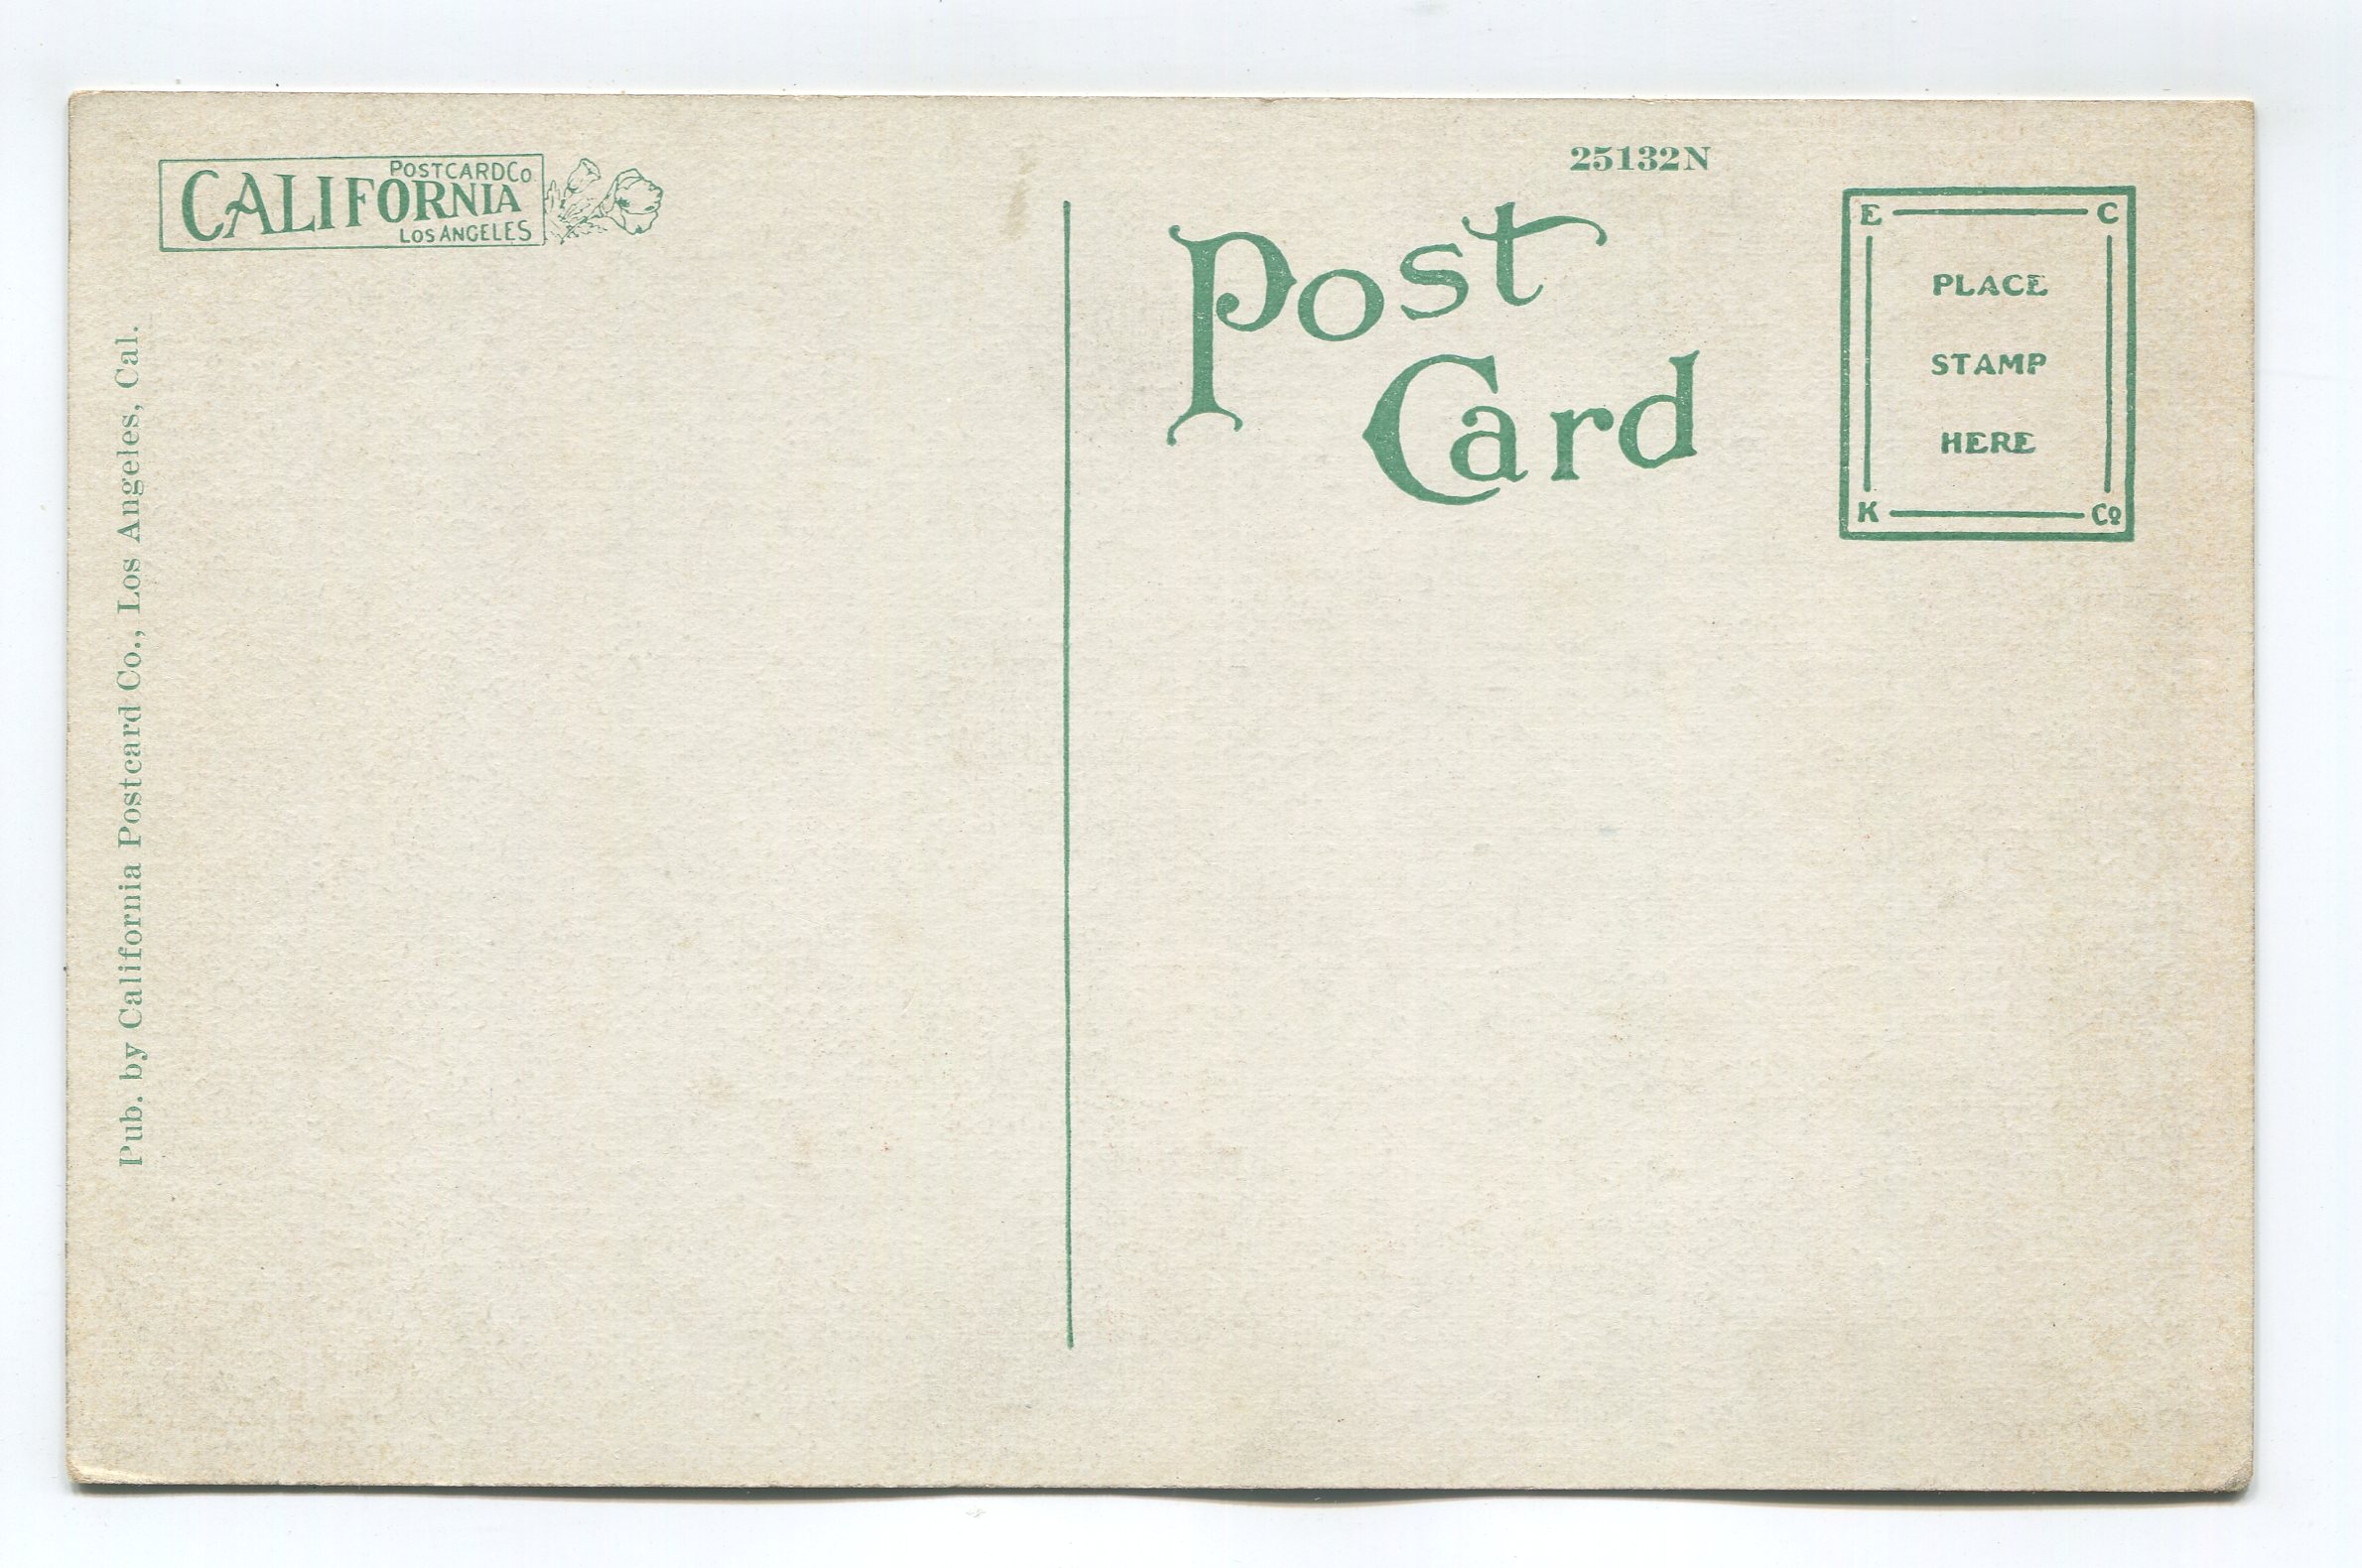 POSTCARD Co
CALIFORNIA
LOS ANGELES
Pub. by California Postcard Co., Los Angeles, Cal.
25132N
Post
Card
E C
PLACE
STAMP
HERE
K Co